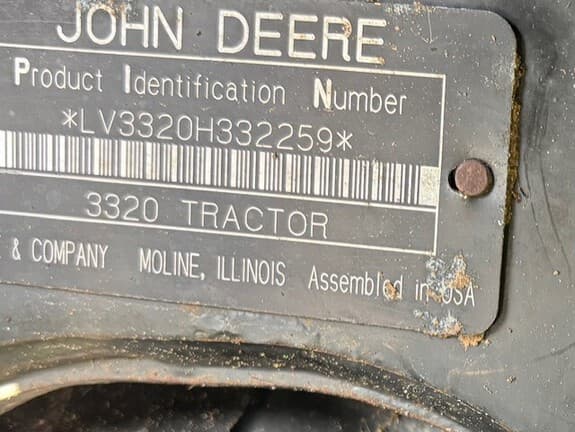 JOHN DEERE
Product Identification Number
*LV3320H332259*
3320 TRACTOR
& COMPANY MOLINE, ILLINOIS Assembled in USA